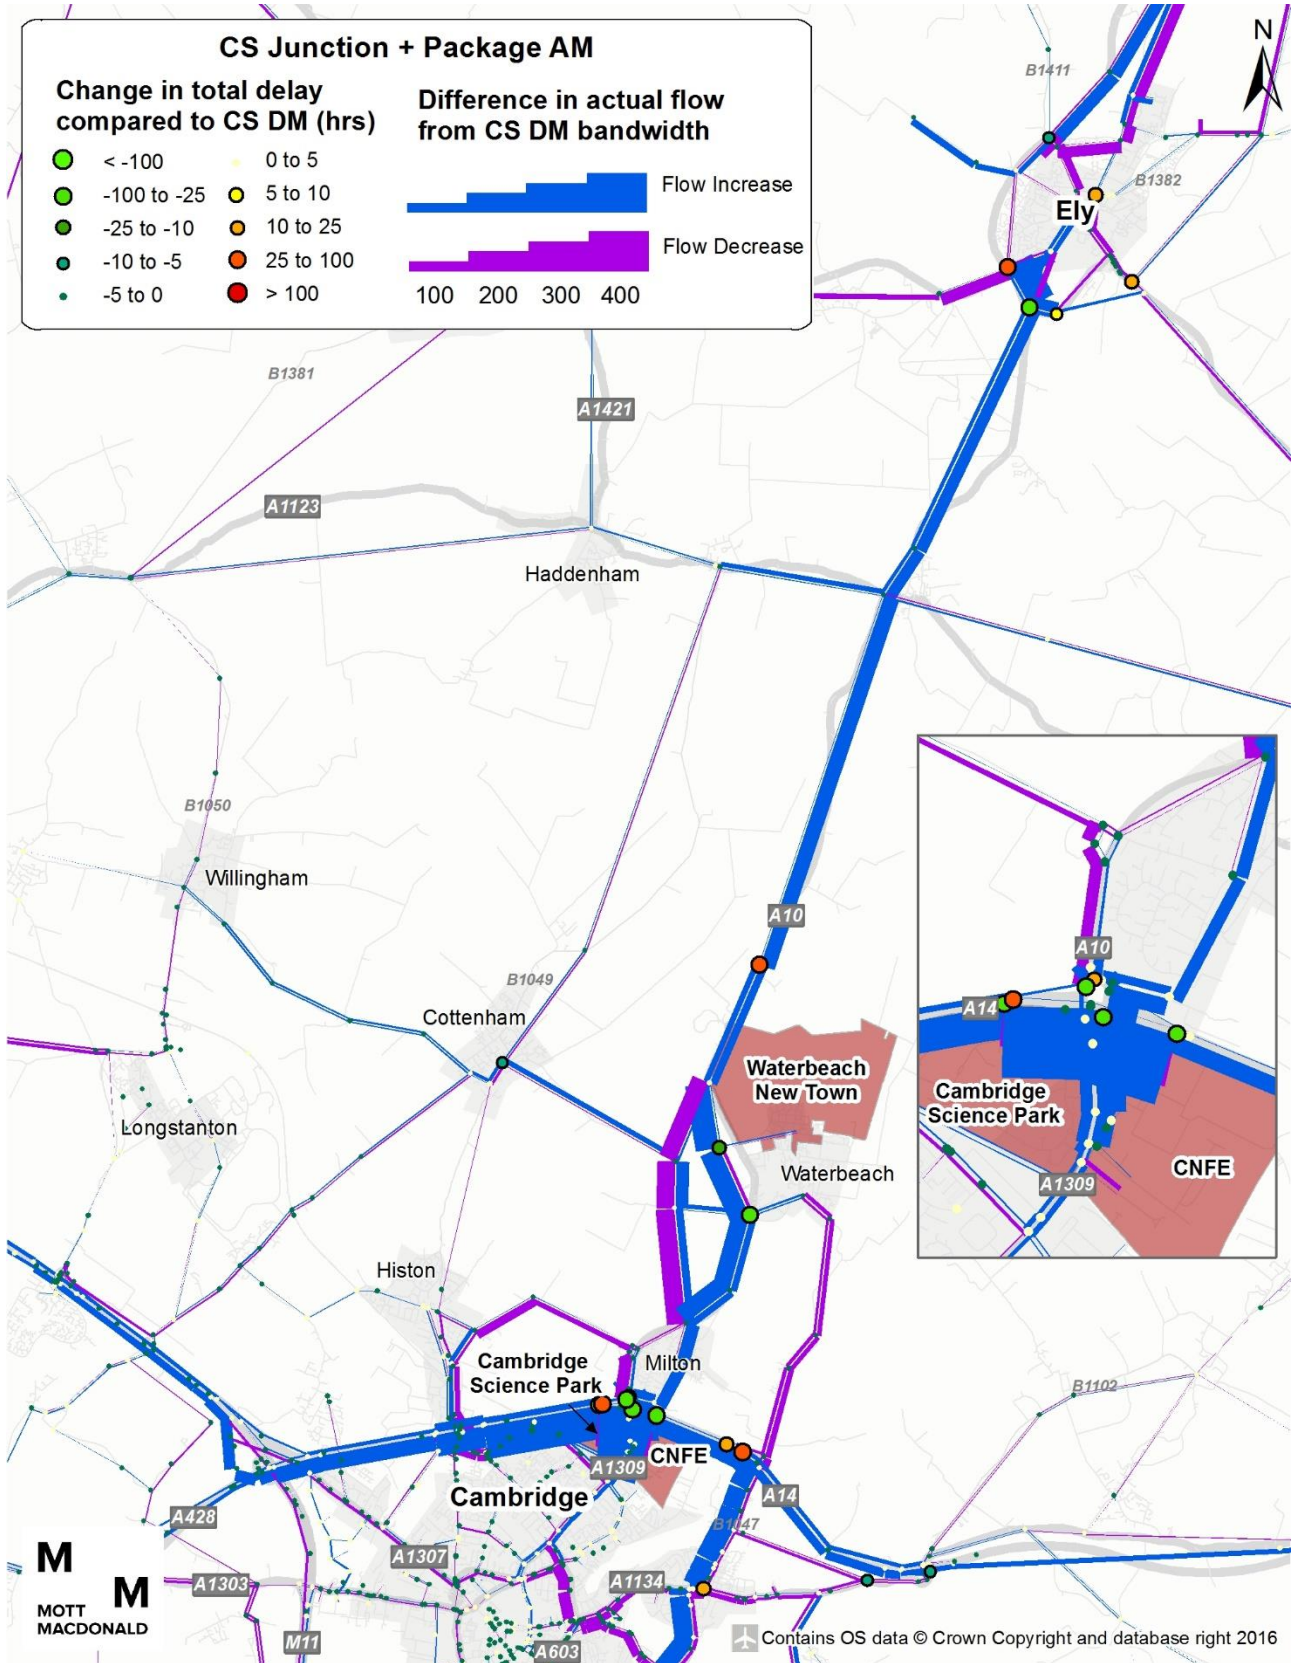 CS Junction + Package AM
Change in total delay
compared to CS DM (hrs)
< -100
-100 to -25
-25 to -10
-10 to -5
-5 to 0
0 to 5
5 to 10
10 to 25
25 to 100
> 100
Difference in actual flow
from CS DM bandwidth
Flow Increase
Flow Decrease
100 200 300 400
N
B1411
B1382
Ely
B1381
A1421
A1123
Haddenham
B1050
Willingham
A10
B1049
Cottenham
Waterbeach
New Town
Longstanton
Waterbeach
A10
A14
Cambridge
Science Park
CNFE
A1309
Histon
Cambridge
Science Park
Milton
B1102
CNFE
A1309
Cambridge
A14
A428
B1047
A1307
A1303
A1134
M11
A603
M
M
MOTT
MACDONALD
Contains OS data © Crown Copyright and database right 2016